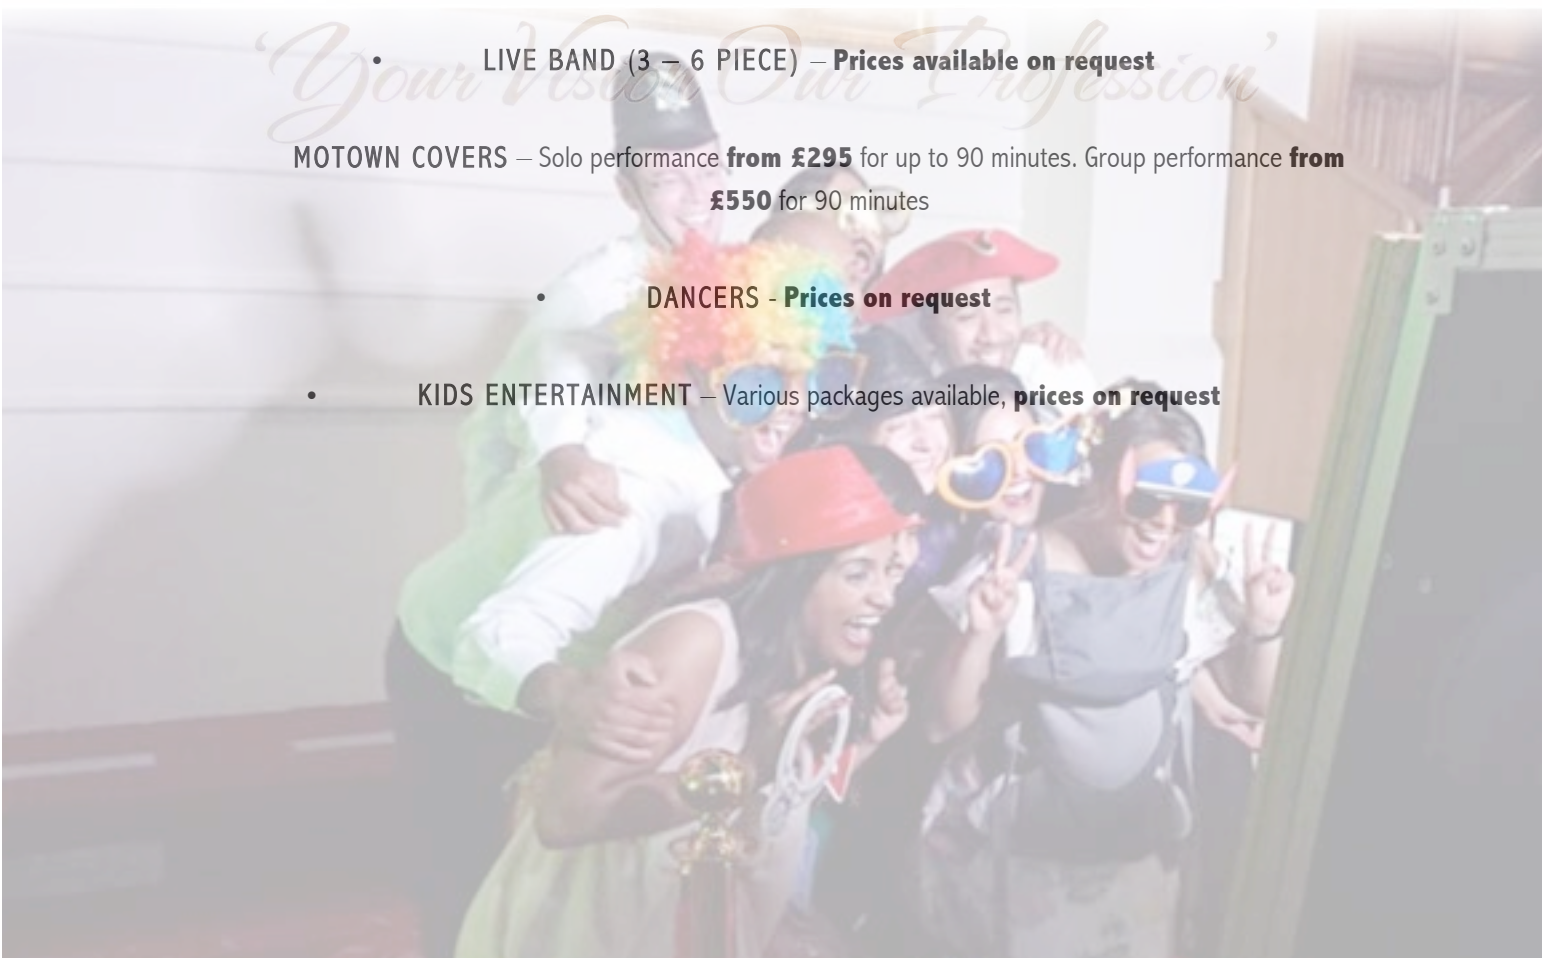 'Your Vision Our Profession'
• LIVE BAND (3 – 6 PIECE) – Prices available on request
MOTOWN COVERS – Solo performance from £295 for up to 90 minutes. Group performance from
£550 for 90 minutes
• DANCERS - Prices on request
• KIDS ENTERTAINMENT – Various packages available, prices on request